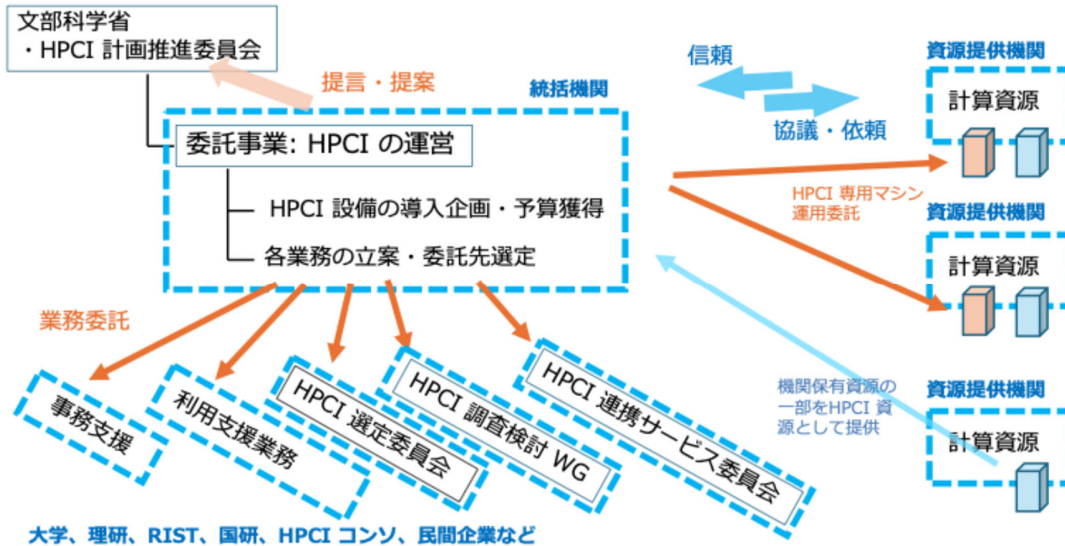 文部科学省
・HPCI 計画推進委員会
提言・提案
統括機関
委託事業: HPCI の運営
HPCI 設備の導入企画・予算獲得
各業務の立案・委託先選定
業務委託
事務支援
利用支援業務
HPCI 選定委員会
HPCI 調査検討 WG
HPCI 連携サービス委員会
大学、理研、RIST、国研、HPCI コンソ、民間企業など
信頼
協議・依頼
資源提供機関
計算資源
HPCI 専用マシン
運用委託
資源提供機関
計算資源
機関保有資源の
一部をHPCI 資
源として提供
資源提供機関
計算資源